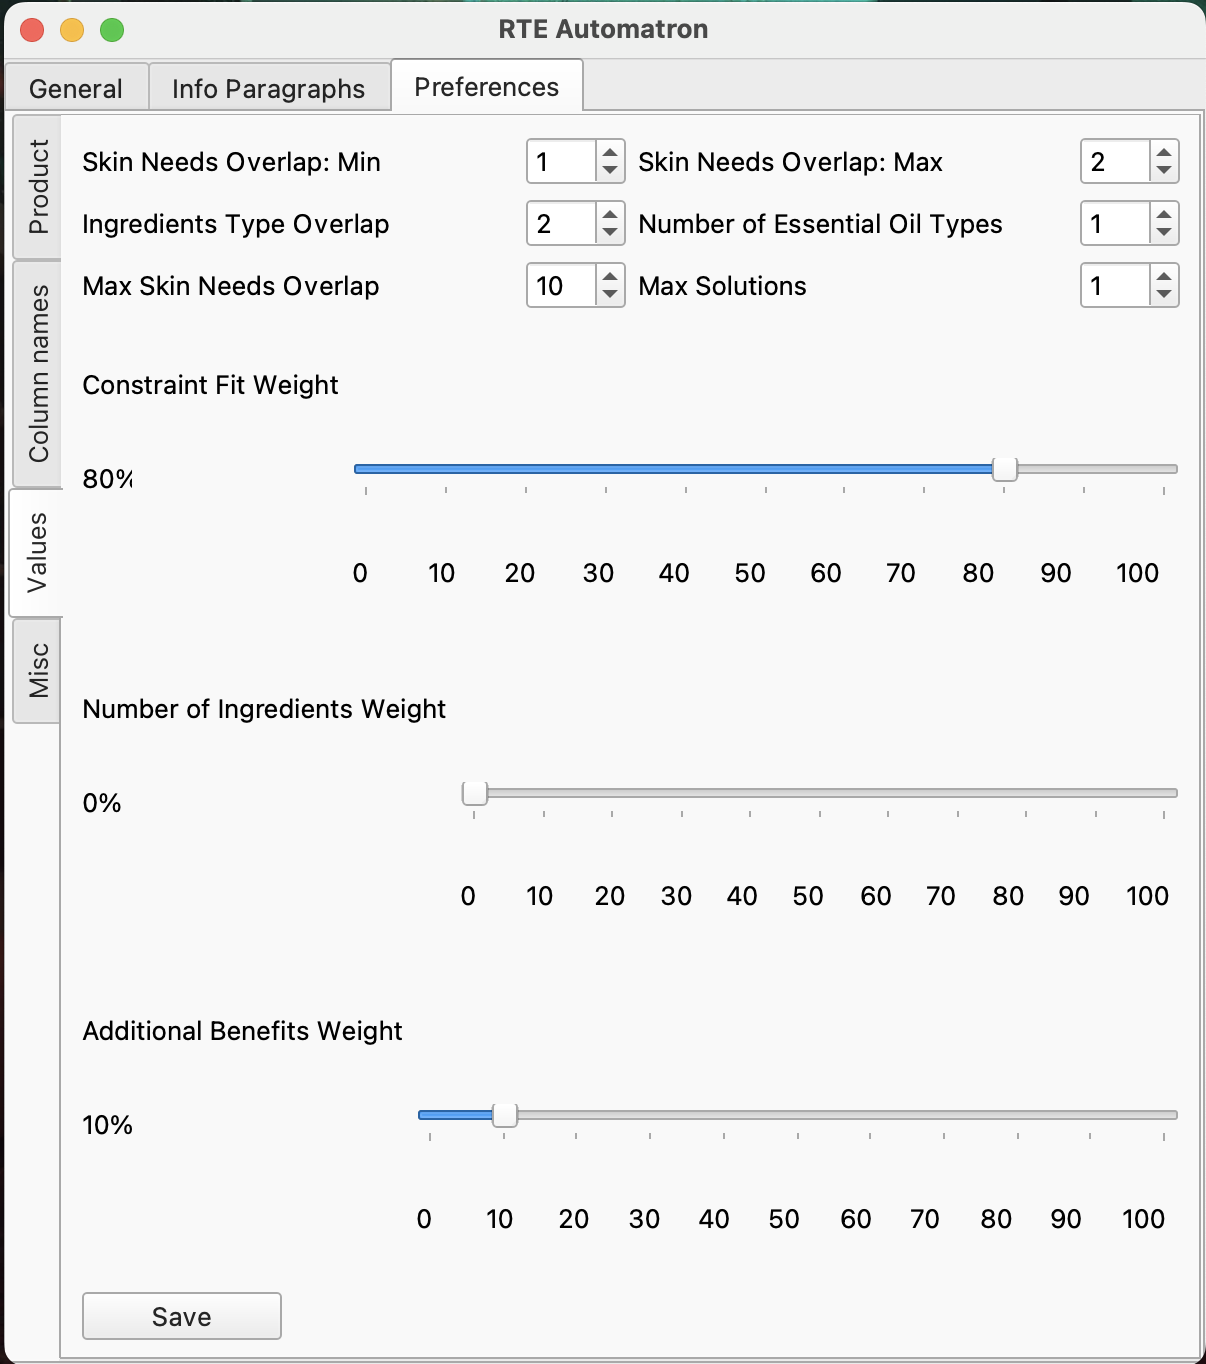 RTE Automatron
General Info Paragraphs Preferences
Product
Column names
Values
Misc
Skin Needs Overlap: Min 1 Skin Needs Overlap: Max 2
Ingredients Type Overlap 2 Number of Essential Oil Types 1
Max Skin Needs Overlap 10 Max Solutions 1
Constraint Fit Weight
80%
0 10 20 30 40 50 60 70 80 90 100
Number of Ingredients Weight
0%
0 10 20 30 40 50 60 70 80 90 100
Additional Benefits Weight
10%
0 10 20 30 40 50 60 70 80 90 100
Save